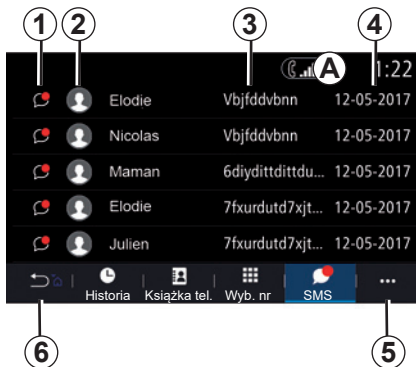 1 2 3 4
A 1:22
Elodie Vbjfddvbnn 12-05-2017
Nicolas Vbjfddvbnn 12-05-2017
Maman 6diydittdittdu... 12-05-2017
Elodie 7fxurdutd7xjt... 12-05-2017
Julien 7fxurdutd7xjt... 12-05-2017
Historia Książka tel. Wyb. nr SMS ...
6 5